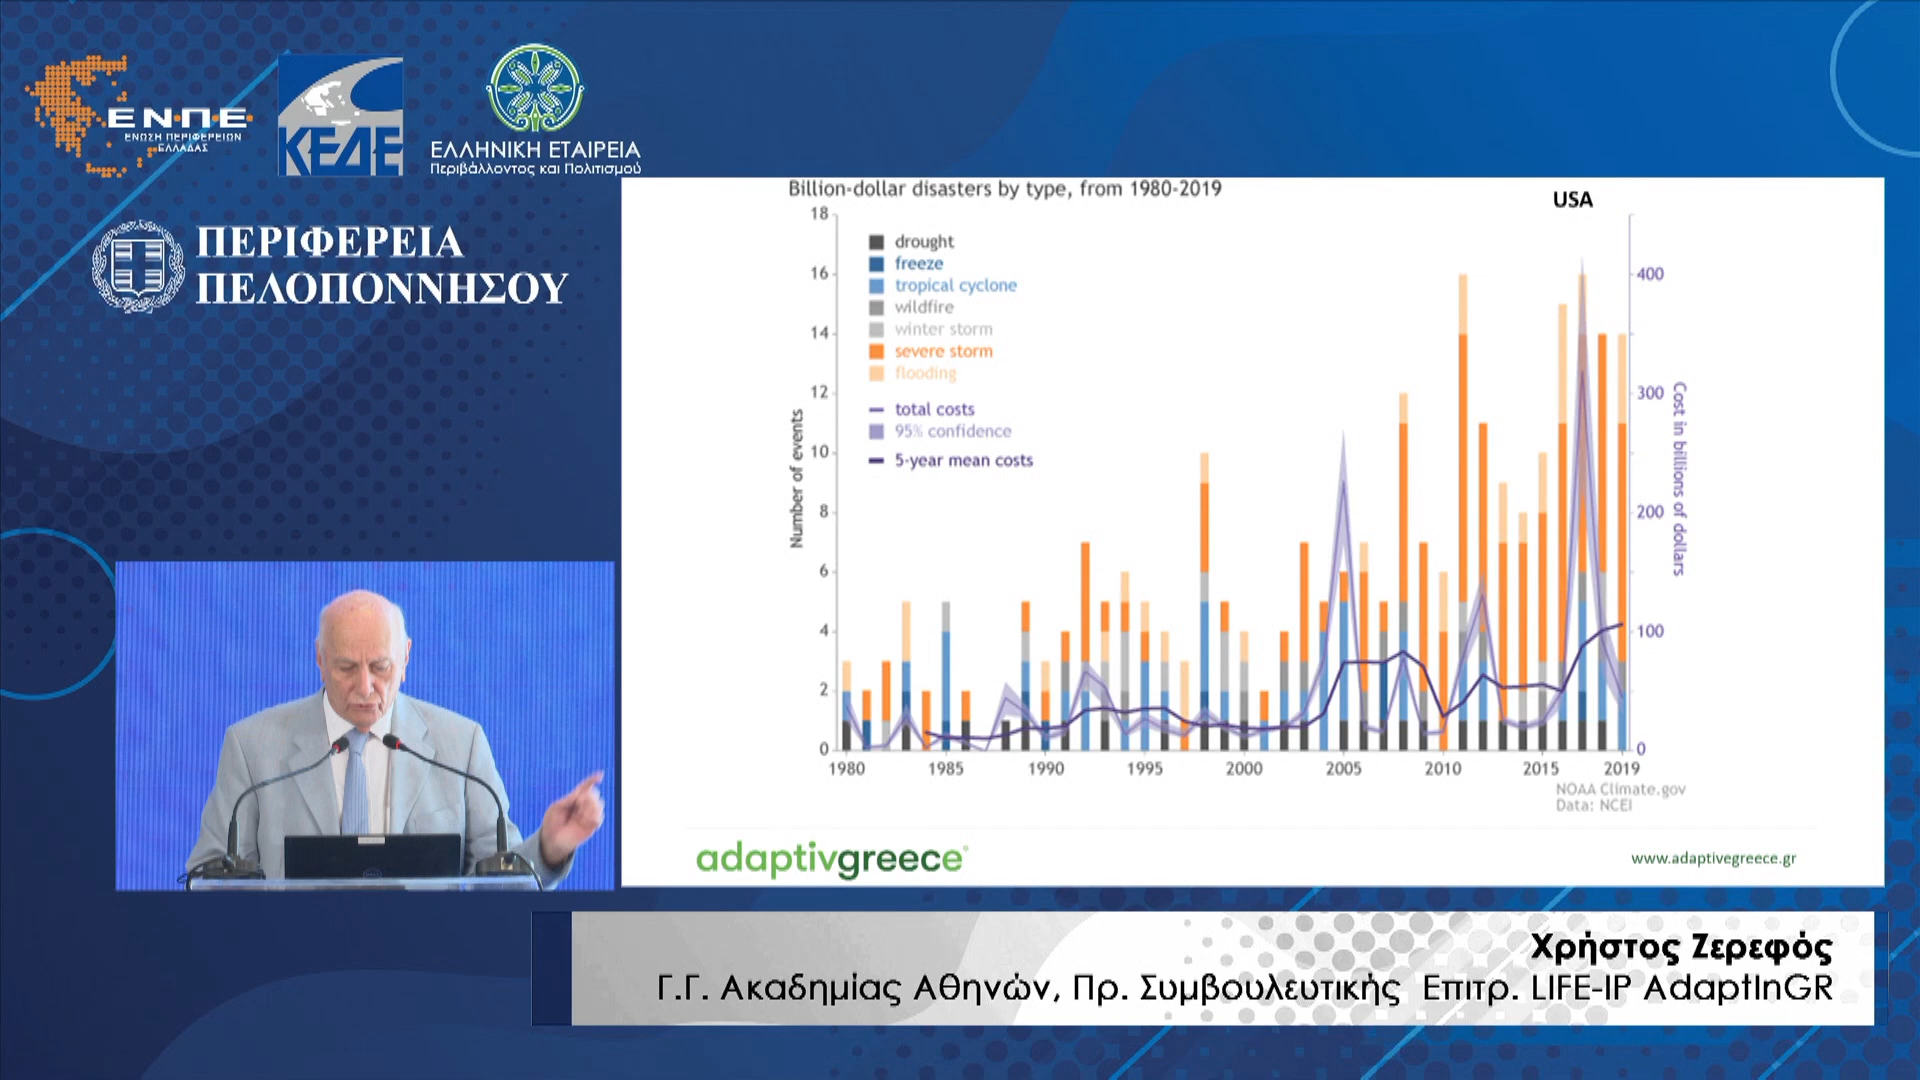 ΕΝΠΕ
ΕΝΩΣΗ ΠΕΡΙΦΕΡΕΙΩΝ
ΕΛΛΑΔΑΣ
ΚΕΔΕ
ΕΛΛΗΝΙΚΗ ΕΤΑΙΡΕΙΑ
Περιβάλλοντος και Πολιτισμού
ΠΕΡΙΦΕΡΕΙΑ
ΠΕΛΟΠΟΝΝΗΣΟΥ
Billion-dollar disasters by type, from 1980-2019
USA
drought
freeze
tropical cyclone
wildfire
winter storm
severe storm
flooding
total costs
95% confidence
5-year mean costs
Number of events
18
16
14
12
10
8
6
4
2
0
400
300
200
100
0
Cost in billions of dollars
1980 1985 1990 1995 2000 2005 2010 2015 2019
NOAA Climate.gov
Data: NCEI
adaptivgreece
www.adaptivegreece.gr
Χρήστος Ζερεφός
Γ.Γ. Ακαδημίας Αθηνών, Πρ. Συμβουλευτικής Επιτρ. LIFE-IP AdaptInGR